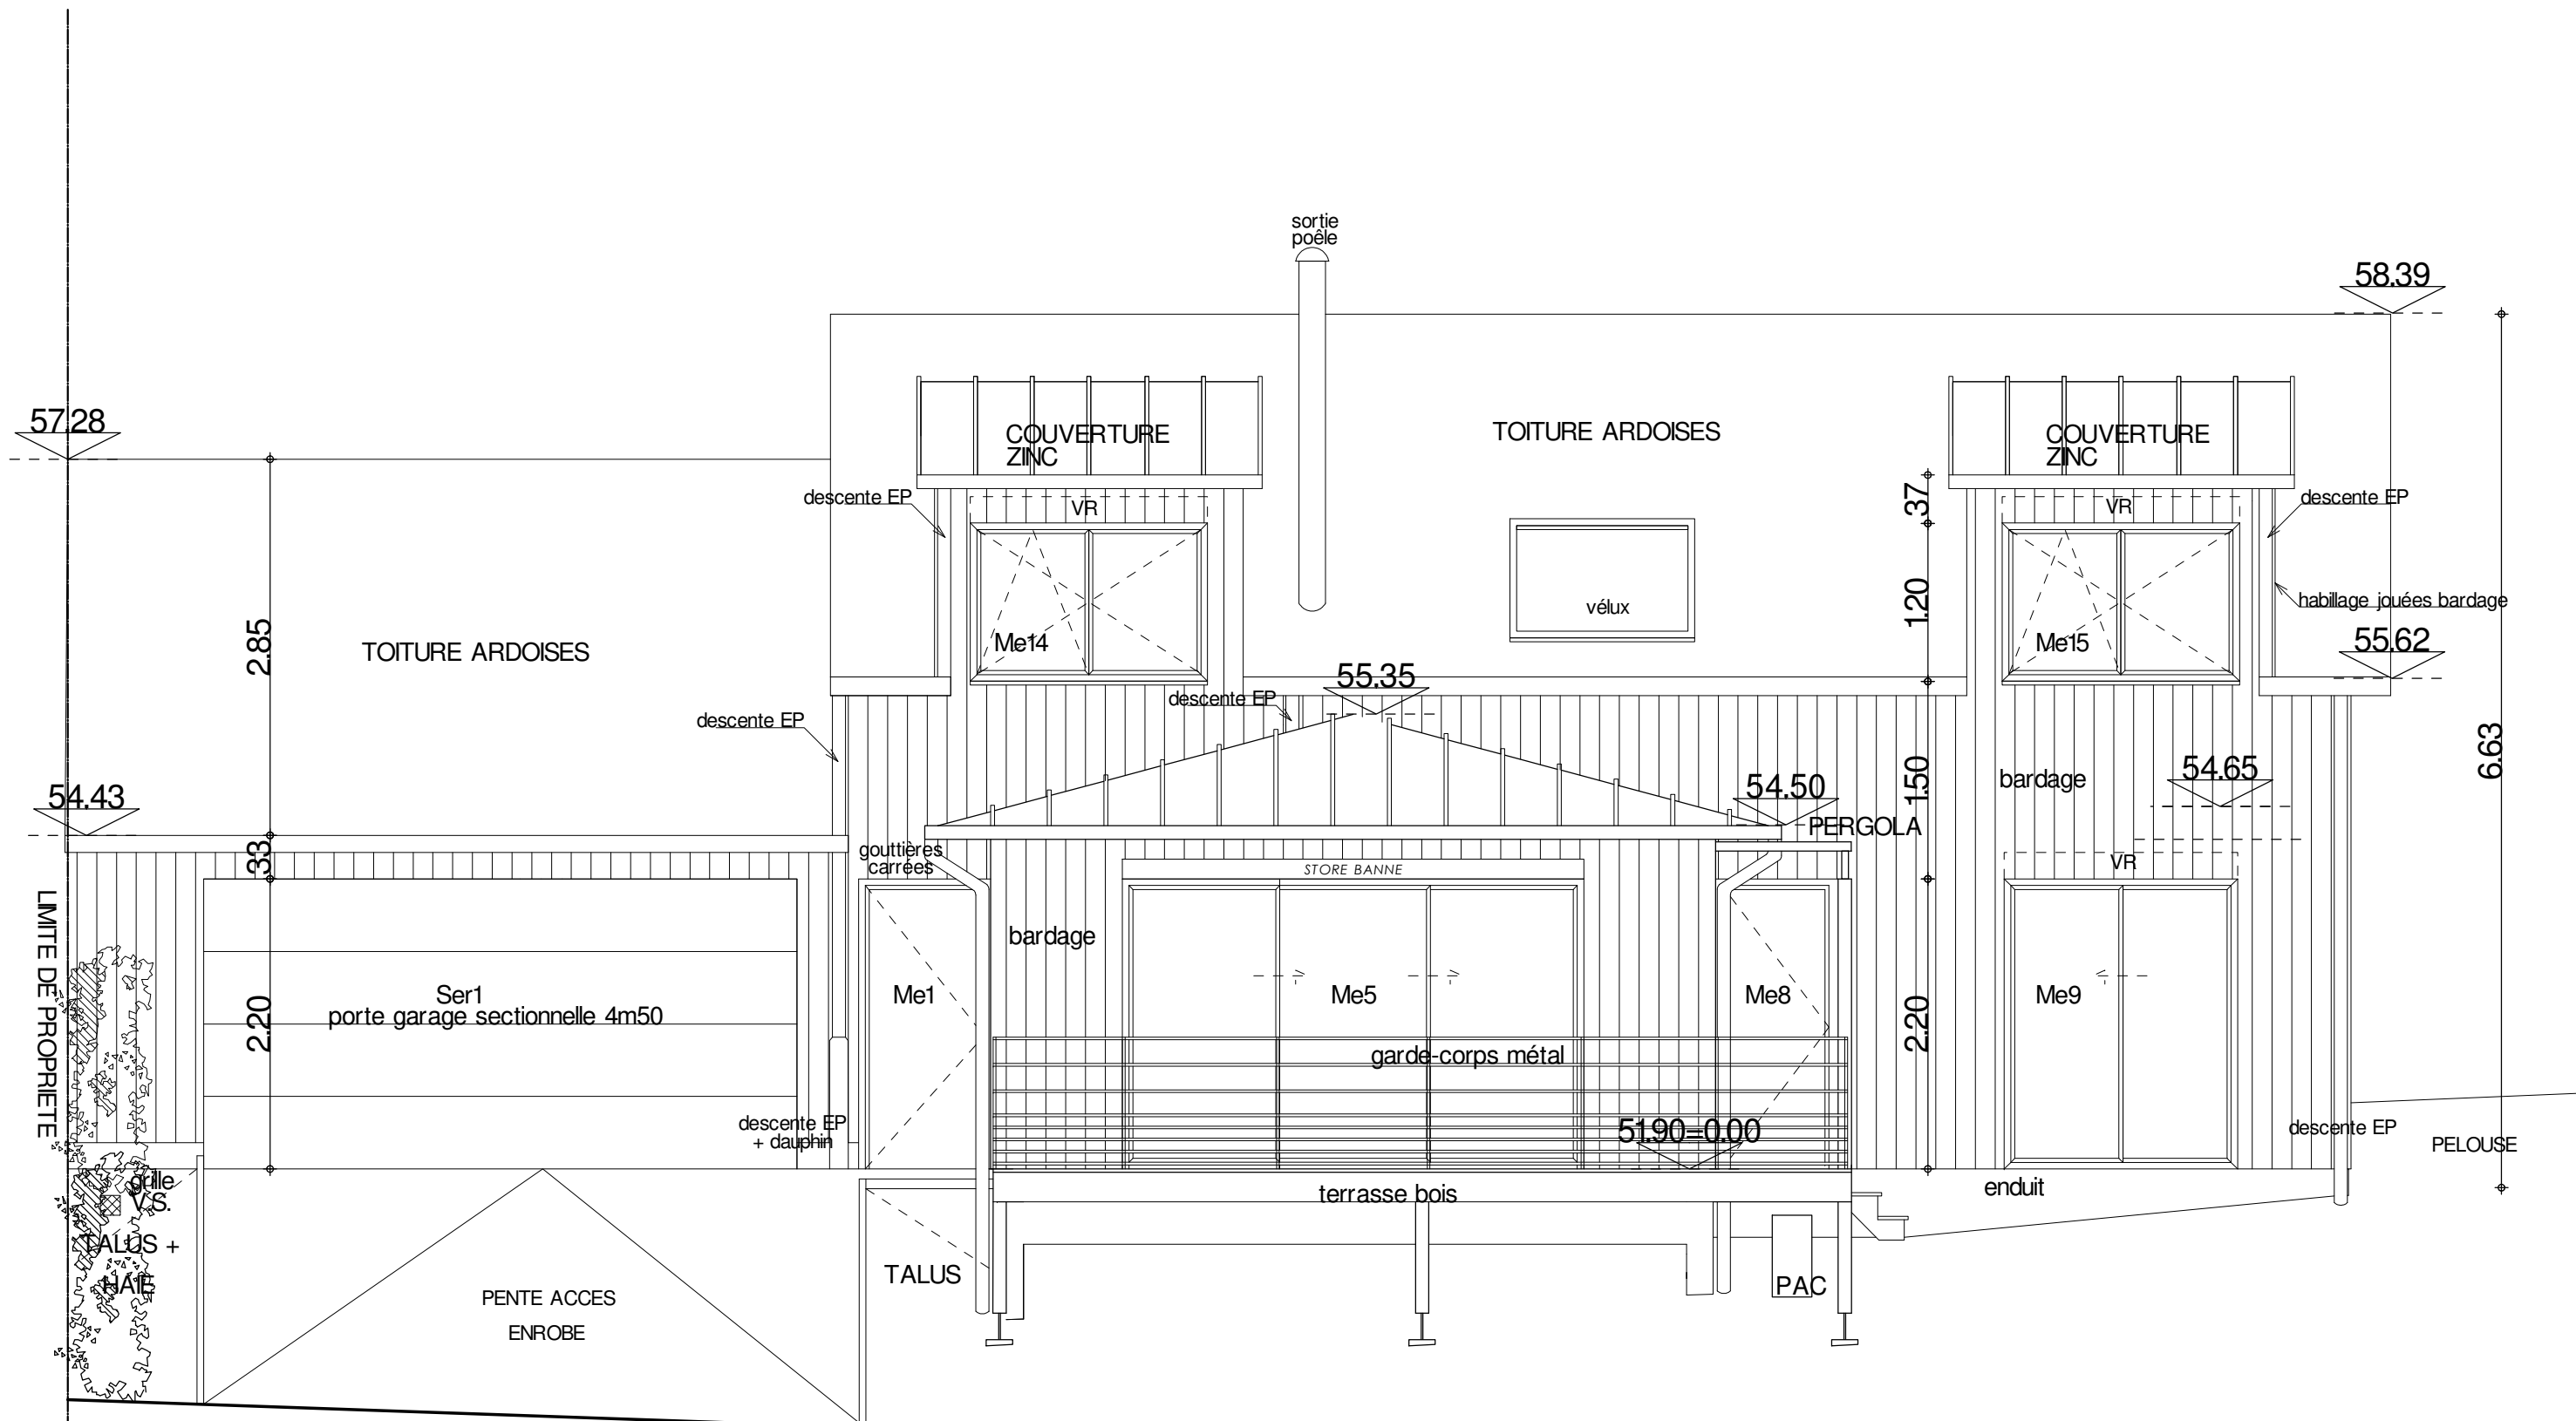 sortie
poêle
58.39
57.28
COUVERTURE
ZINC
TOITURE ARDOISES
COUVERTURE
ZINC
descente EP
VR
37
VR
descente EP
1.20
vélux
habillage jouées bardage
2.85
TOITURE ARDOISES
Me14
Me15
55.62
55.35
descente EP
descente EP
6.63
54.43
54.50
1.50
bardage
54.65
PERGOLA
33
gouttières
carrées
STORE BANNE
VR
LIMITE DE PROPRIETE
bardage
Ser1
porte garage sectionnelle 4m50
2.20
Me1
Me5
Me8
2.20
Me9
garde-corps métal
descente EP
+ dauphin
51.90=0.00
descente EP
PELOUSE
grille
V.S.
terrasse bois
enduit
TALUS +
HAIE
TALUS
PAC
PENTE ACCES
ENROBE